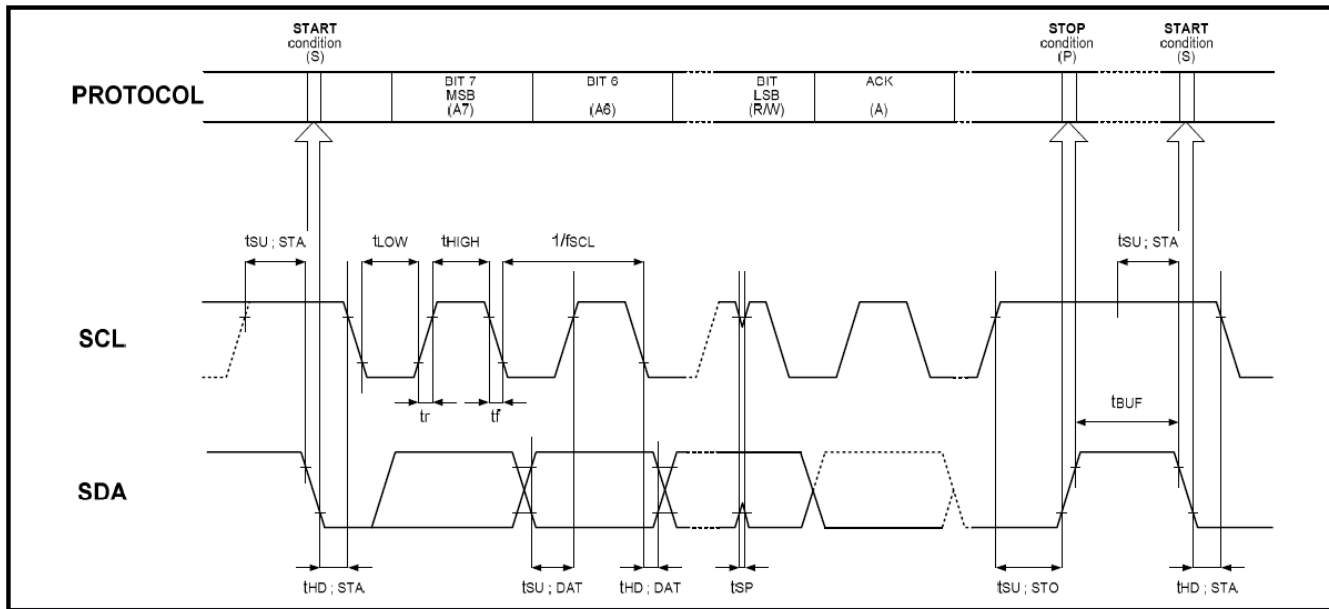 START
condition
(S)
STOP
condition
(P)
START
condition
(S)
PROTOCOL
BIT 7
MSB
(A7)
BIT 6
(A6)
BIT
LSB
(R/W)
ACK
(A)
tSU ; STA
tLOW
tHIGH
1/fSCL
tSU ; STA
SCL
tr
tf
tBUF
SDA
tHD ; STA
tSU ; DAT
tHD ; DAT
tSP
tSU ; STO
tHD ; STA